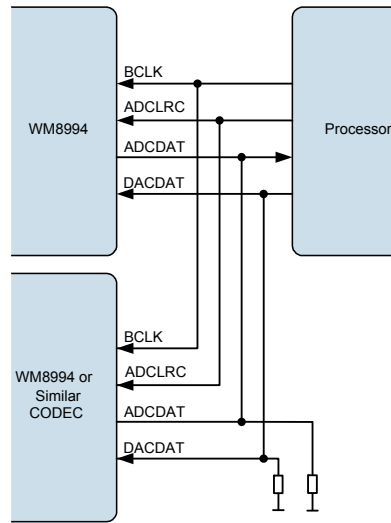 BCLK
ADCLRC
WM8994
Processor
ADCDAT
DACDAT
BCLK
WM8994 or
Similar
CODEC
ADCLRC
ADCDAT
DACDAT